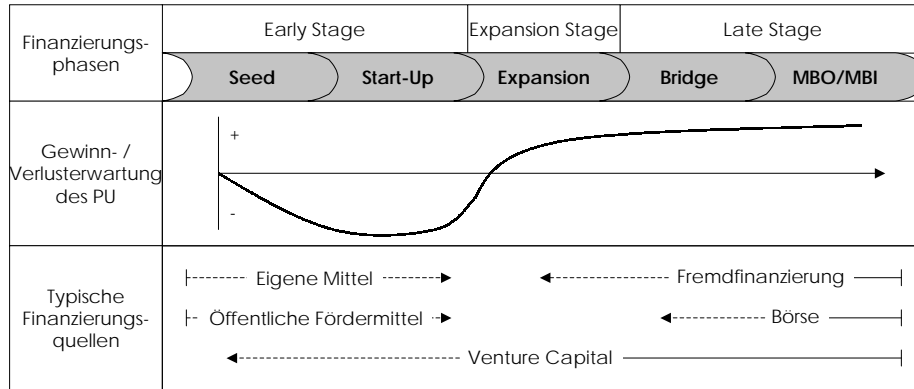 Finanzierungs-
phasen
Early Stage
Expansion Stage
Late Stage
Seed
Start-Up
Expansion
Bridge
MBO/MBI
Gewinn- /
Verlusterwartung
des PU
+
-
Typische
Finanzierungs-
quellen
Eigene Mittel
Fremdfinanzierung
Öffentliche Fördermittel
Börse
Venture Capital